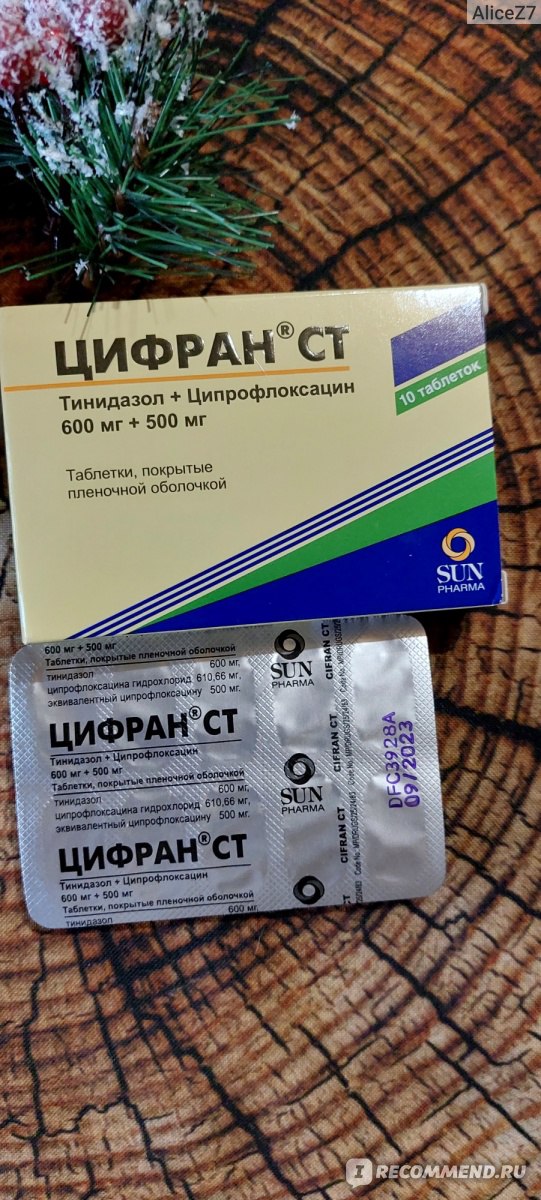 AliceZ7
ЦИФРАН® СТ
Тинидазол + Ципрофлоксацин
600 мг + 500 мг
10 таблеток
Таблетки, покрытые
пленочной оболочкой
SUN
PHARMA
600 мг + 500 мг
Таблетки, покрытые пленочной оболочкой
тинидазол 600 мг,
ципрофлоксацина гидрохлорид 610,66 мг,
эквивалентный ципрофлоксацину 500 мг.
SUN
PHARMA
CIFRAN CT
ЦИФРАН® СТ
Тинидазол + Ципрофлоксацин
600 мг + 500 мг
Таблетки, покрытые пленочной оболочкой
тинидазол 600 мг,
ципрофлоксацина гидрохлорид 610,66 мг,
эквивалентный ципрофлоксацину 500 мг.
SUN
PHARMA
CIFRAN CT
DFC3928A
09/2023
ЦИФРАН® СТ
Тинидазол + Ципрофлоксацин
600 мг + 500 мг
Таблетки, покрытые пленочной оболочкой
тинидазол 600 мг,
CIFRAN CT
CT
IRECOMMEND.RU